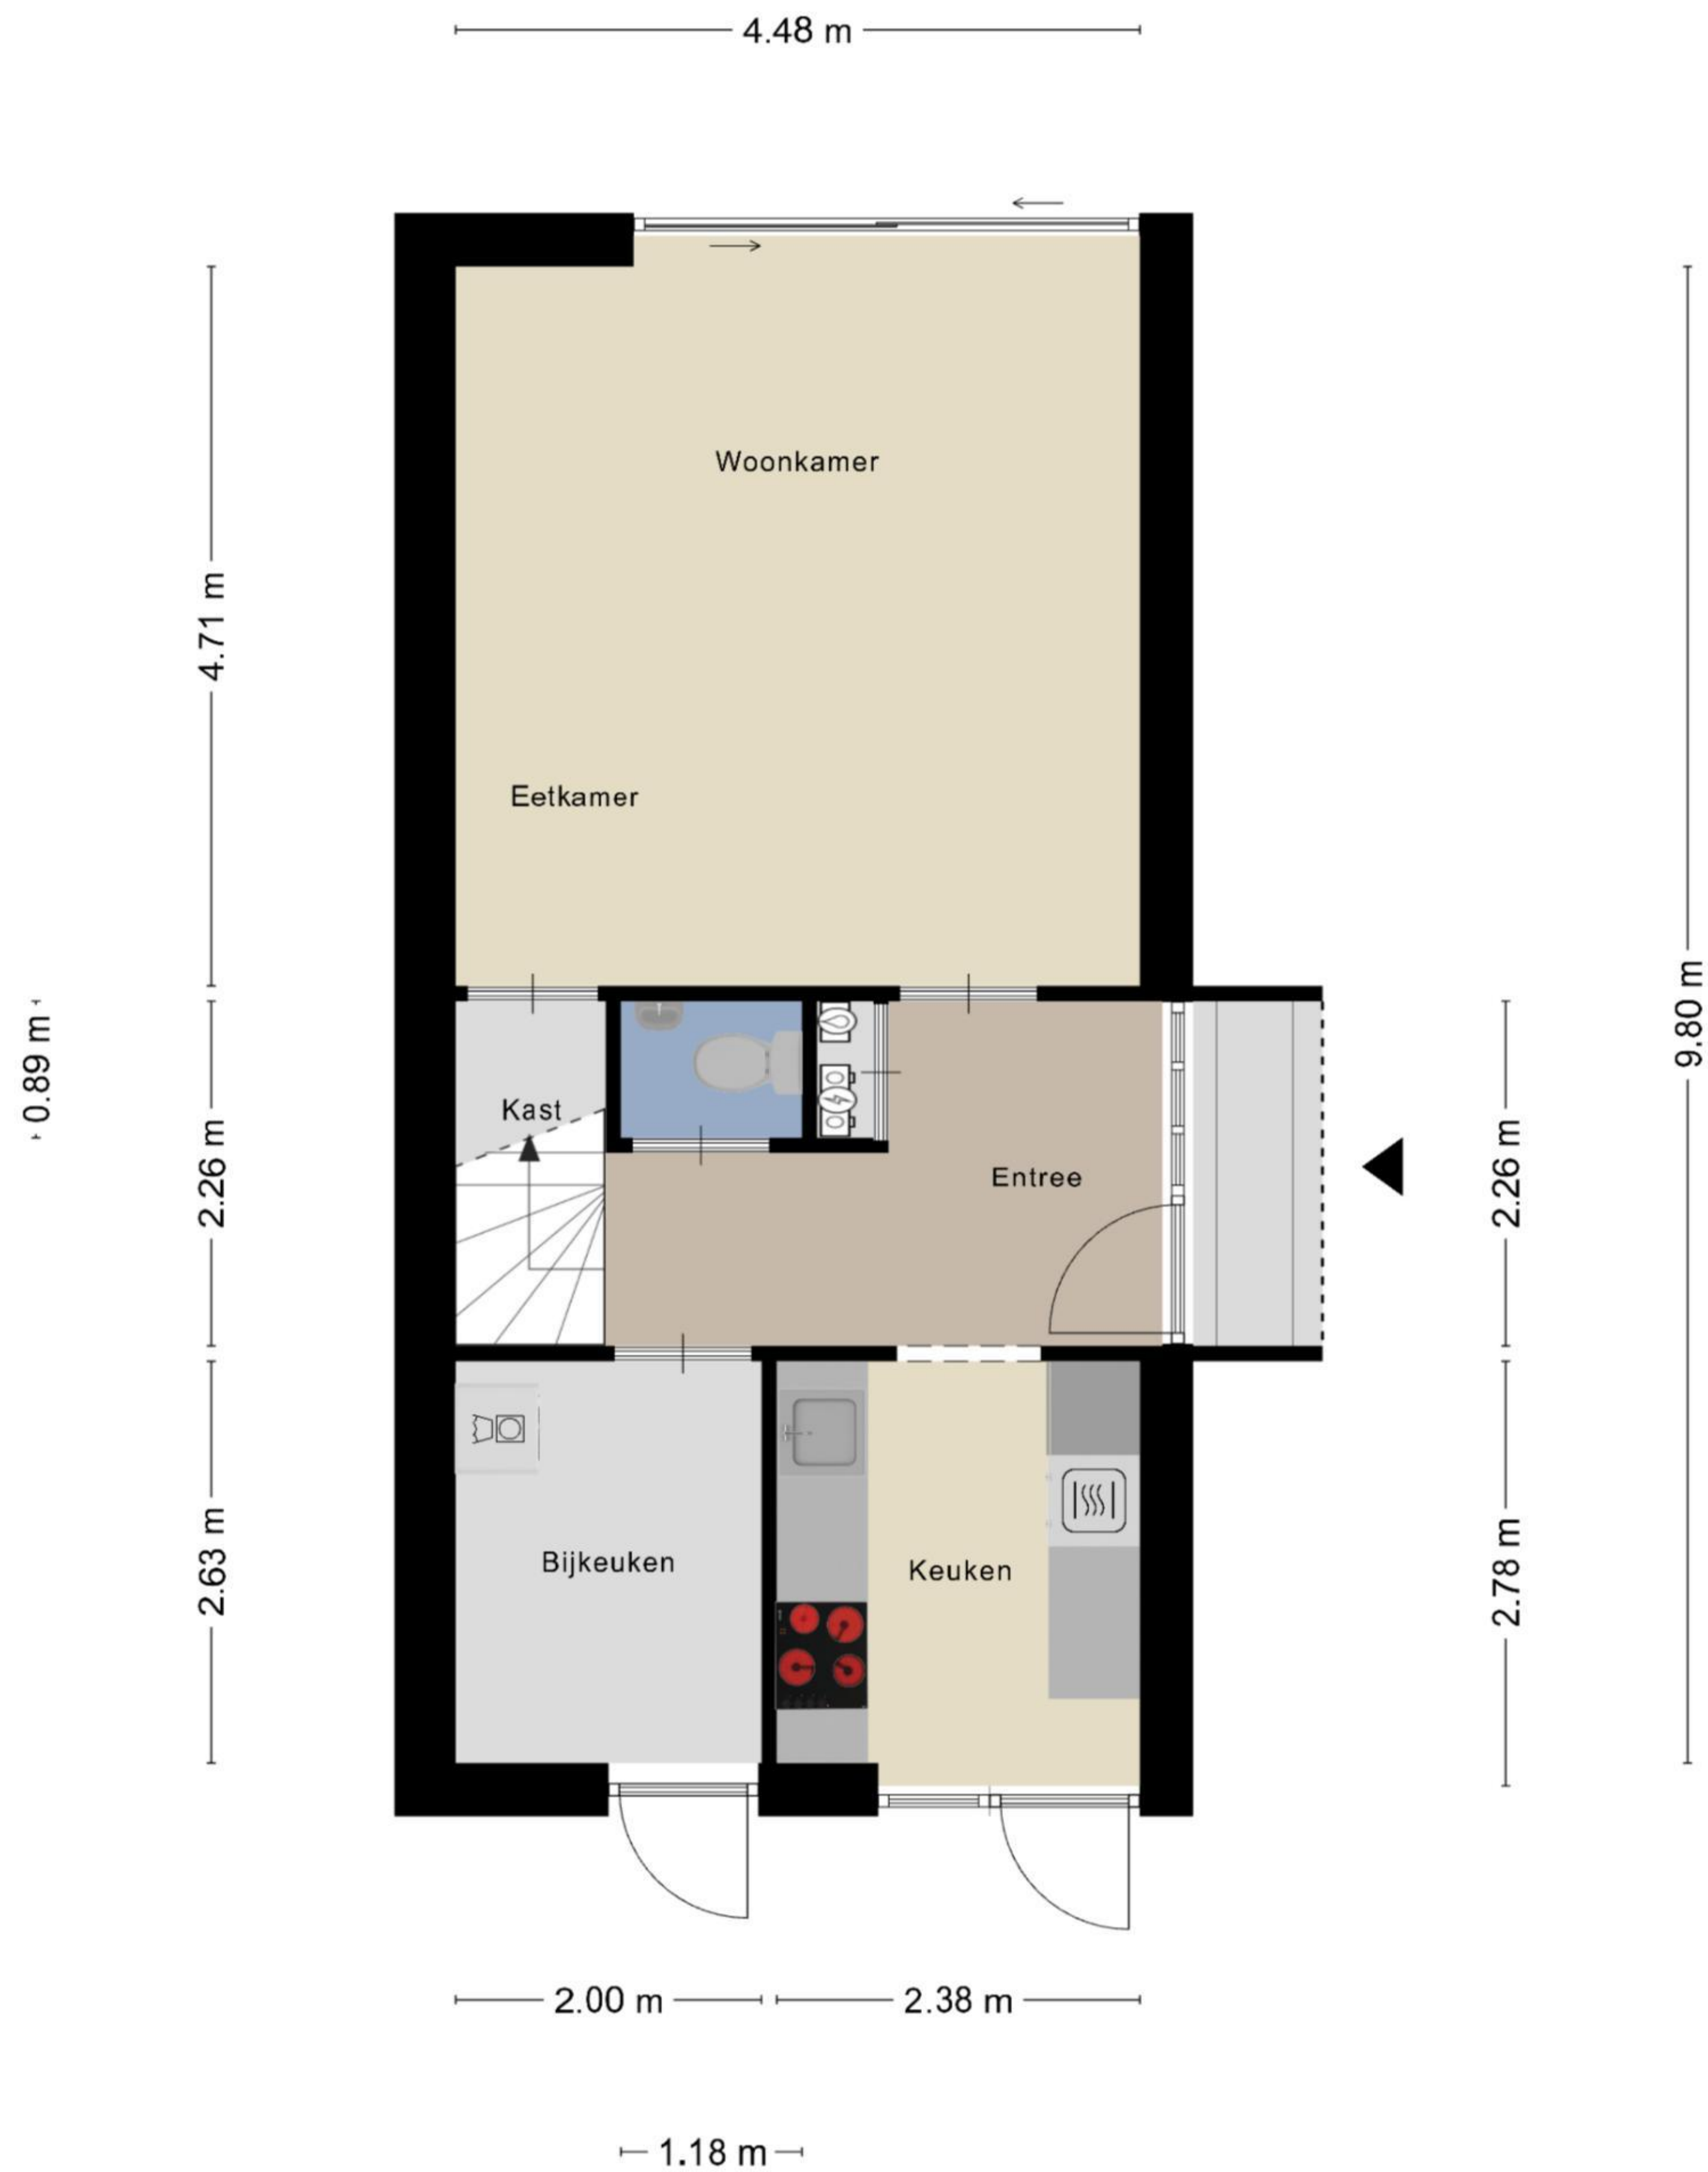 4.48 m
Woonkamer
4.71 m
Eetkamer
9.80 m
0.89 m
Kast
2.26 m
Entree
2.26 m
Bijkeuken
Keuken
2.63 m
2.78 m
2.00 m
2.38 m
1.18 m